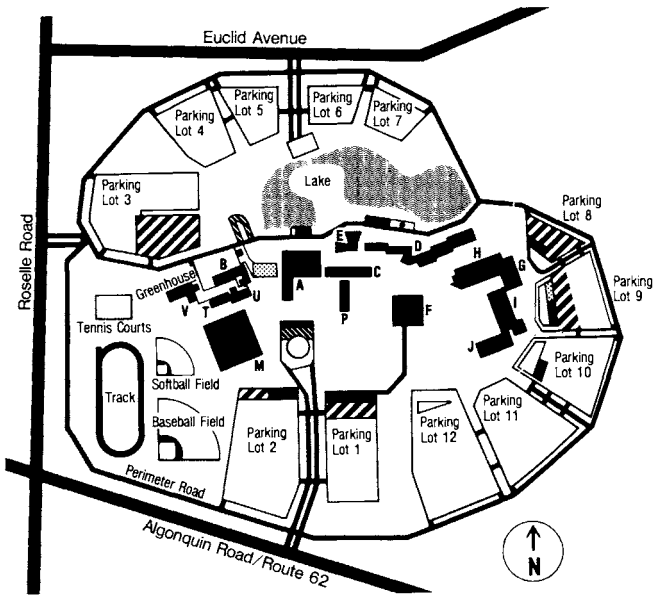 Euclid Avenue
Roselle Road
Parking
Lot 4
Parking
Lot 5
Parking
Lot 6
Parking
Lot 7
Parking
Lot 3
Lake
Parking
Lot 8
Parking
Lot 9
Parking
Lot 10
Parking
Lot 11
Parking
Lot 12
Parking
Lot 1
Parking
Lot 2
Greenhouse
Tennis Courts
Softball Field
Track
Baseball Field
Perimeter Road
Algonquin Road/Route 62
A
B
C
D
E
F
G
H
I
J
M
P
T
U
V
N